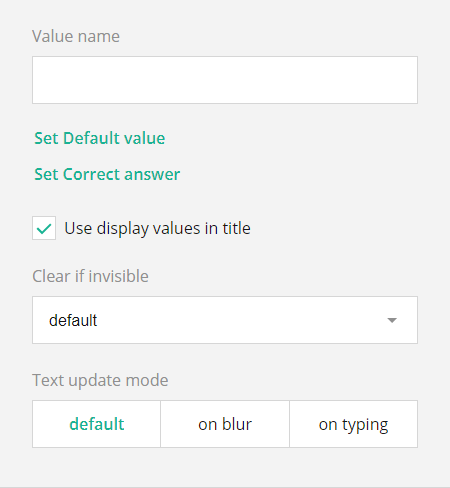 Value name
Set Default value
Set Correct answer
Use display values in title
Clear if invisible
default
Text update mode
default on blur on typing